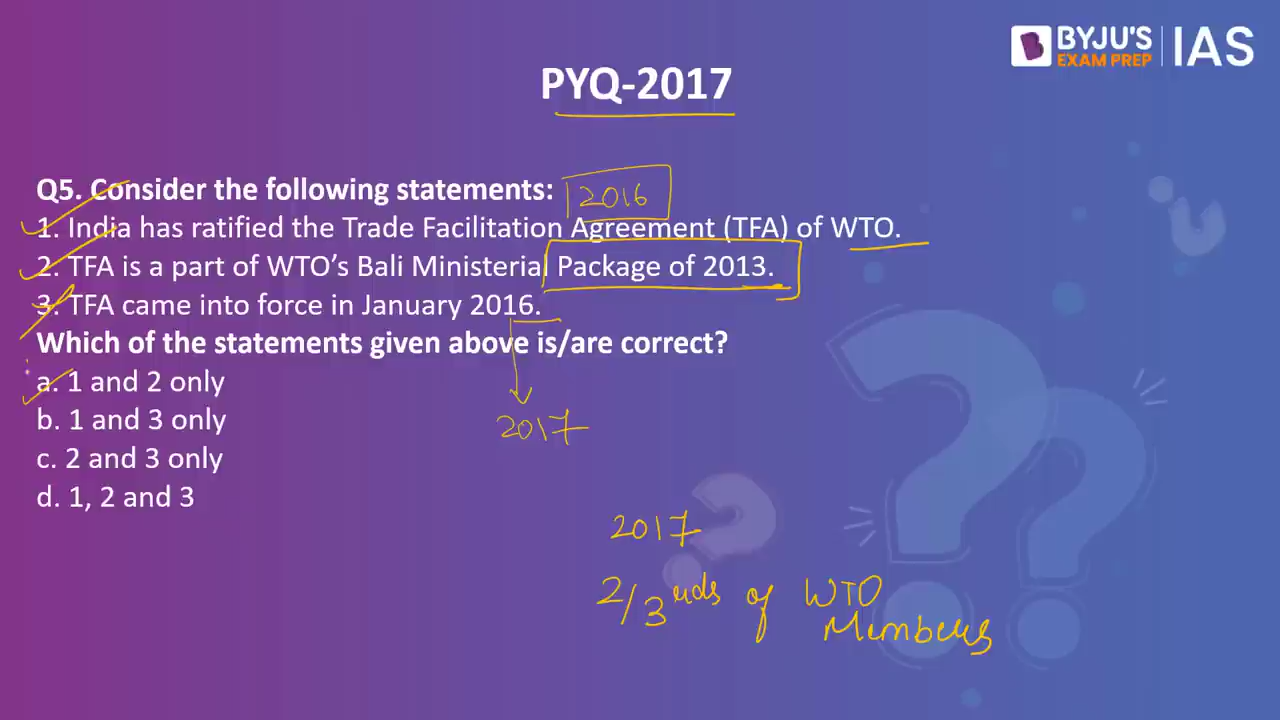 BYJU'S
EXAM PREP
IAS
PYQ-2017
Q5. Consider the following statements:
2016
1. India has ratified the Trade Facilitation Agreement (TFA) of WTO.
2. TFA is a part of WTO's Bali Ministerial Package of 2013.
3. TFA came into force in January 2016.
Which of the statements given above is/are correct?
a. 1 and 2 only
b. 1 and 3 only
2017
c. 2 and 3 only
d. 1, 2 and 3
2017
2/3 rds of WTO
Members